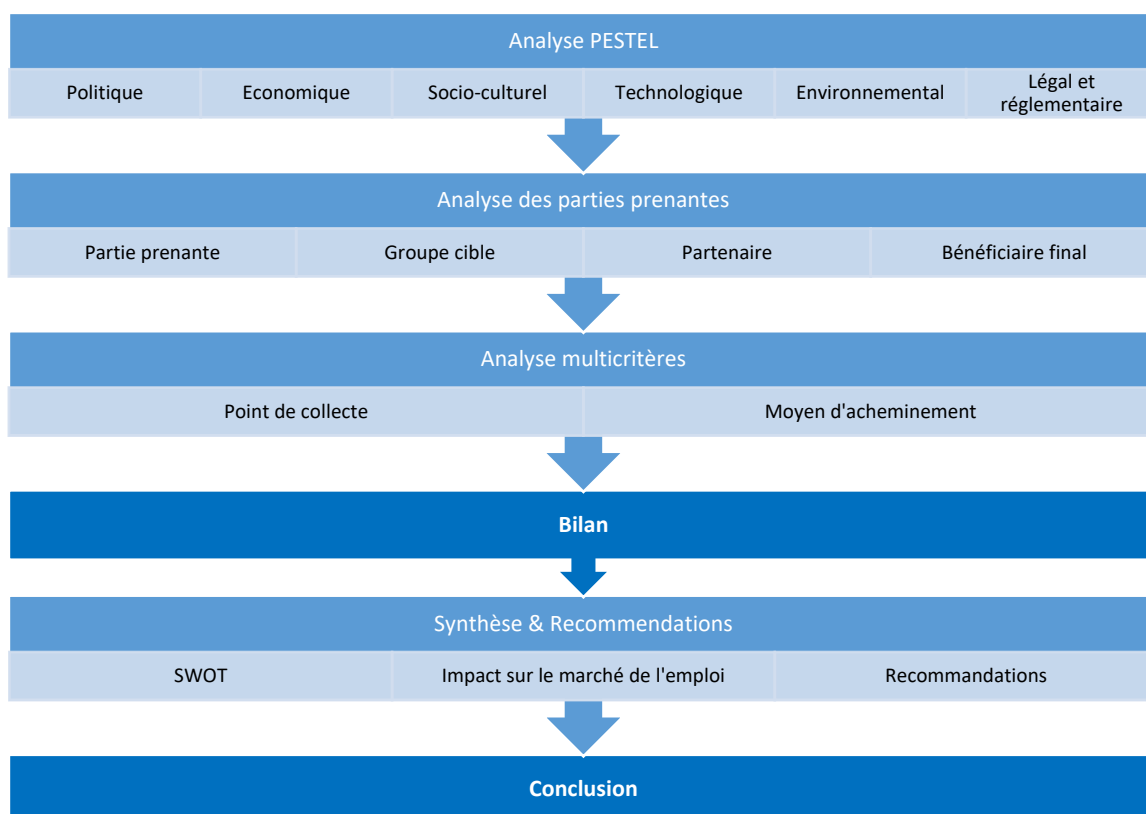 Analyse PESTEL
Politique
Economique
Socio-culturel
Technologique
Environnemental
Légal et
réglementaire
Analyse des parties prenantes
Partie prenante
Groupe cible
Partenaire
Bénéficiaire final
Analyse multicritères
Point de collecte
Moyen d'acheminement
Bilan
Synthèse & Recommendations
SWOT
Impact sur le marché de l'emploi
Recommandations
Conclusion